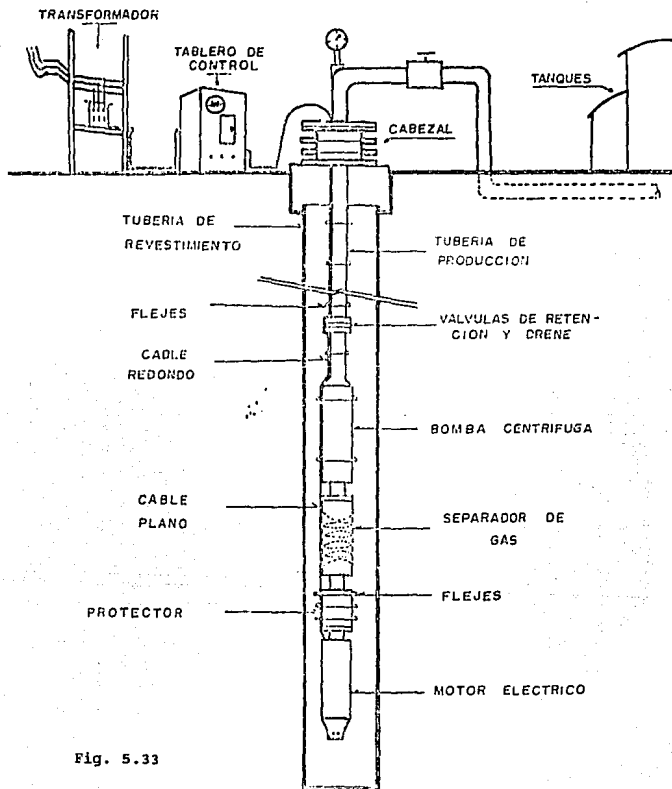 TRANSFORMADOR
TABLERO DE
CONTROL
TANQUES
CABEZAL
TUBERIA DE
REVESTIMIENTO
TUBERIA DE
PRODUCCION
FLEJES
VALVULAS DE RETEN-
CION Y DRENE
CABLE
REDONDO
BOMBA CENTRIFUGA
CABLE
PLANO
SEPARADOR DE
GAS
FLEJES
PROTECTOR
MOTOR ELECTRICO
Fig. 5.33